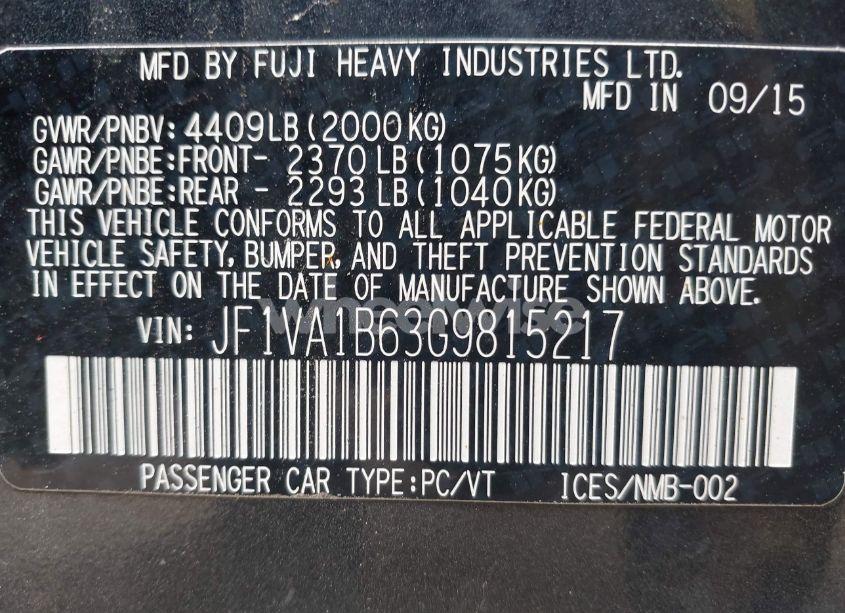 MFD BY FUJI HEAVY INDUSTRIES LTD.
MFD IN 09/15
GVWR/PNBV: 4409LB (2000KG)
GAWR/PNBE:FRONT- 2370 LB (1075KG)
GAWR/PNBE:REAR - 2293 LB (1040KG)
THIS VEHICLE CONFORMS TO ALL APPLICABLE FEDERAL MOTOR
VEHICLE SAFETY, BUMPER, AND THEFT PREVENTION STANDARDS
IN EFFECT ON THE DATE OF MANUFACTURE SHOWN ABOVE.
wheelwise
VIN: JF1VA1B63G9815217
PASSENGER CAR TYPE:PC/VT ICES/NMB-002